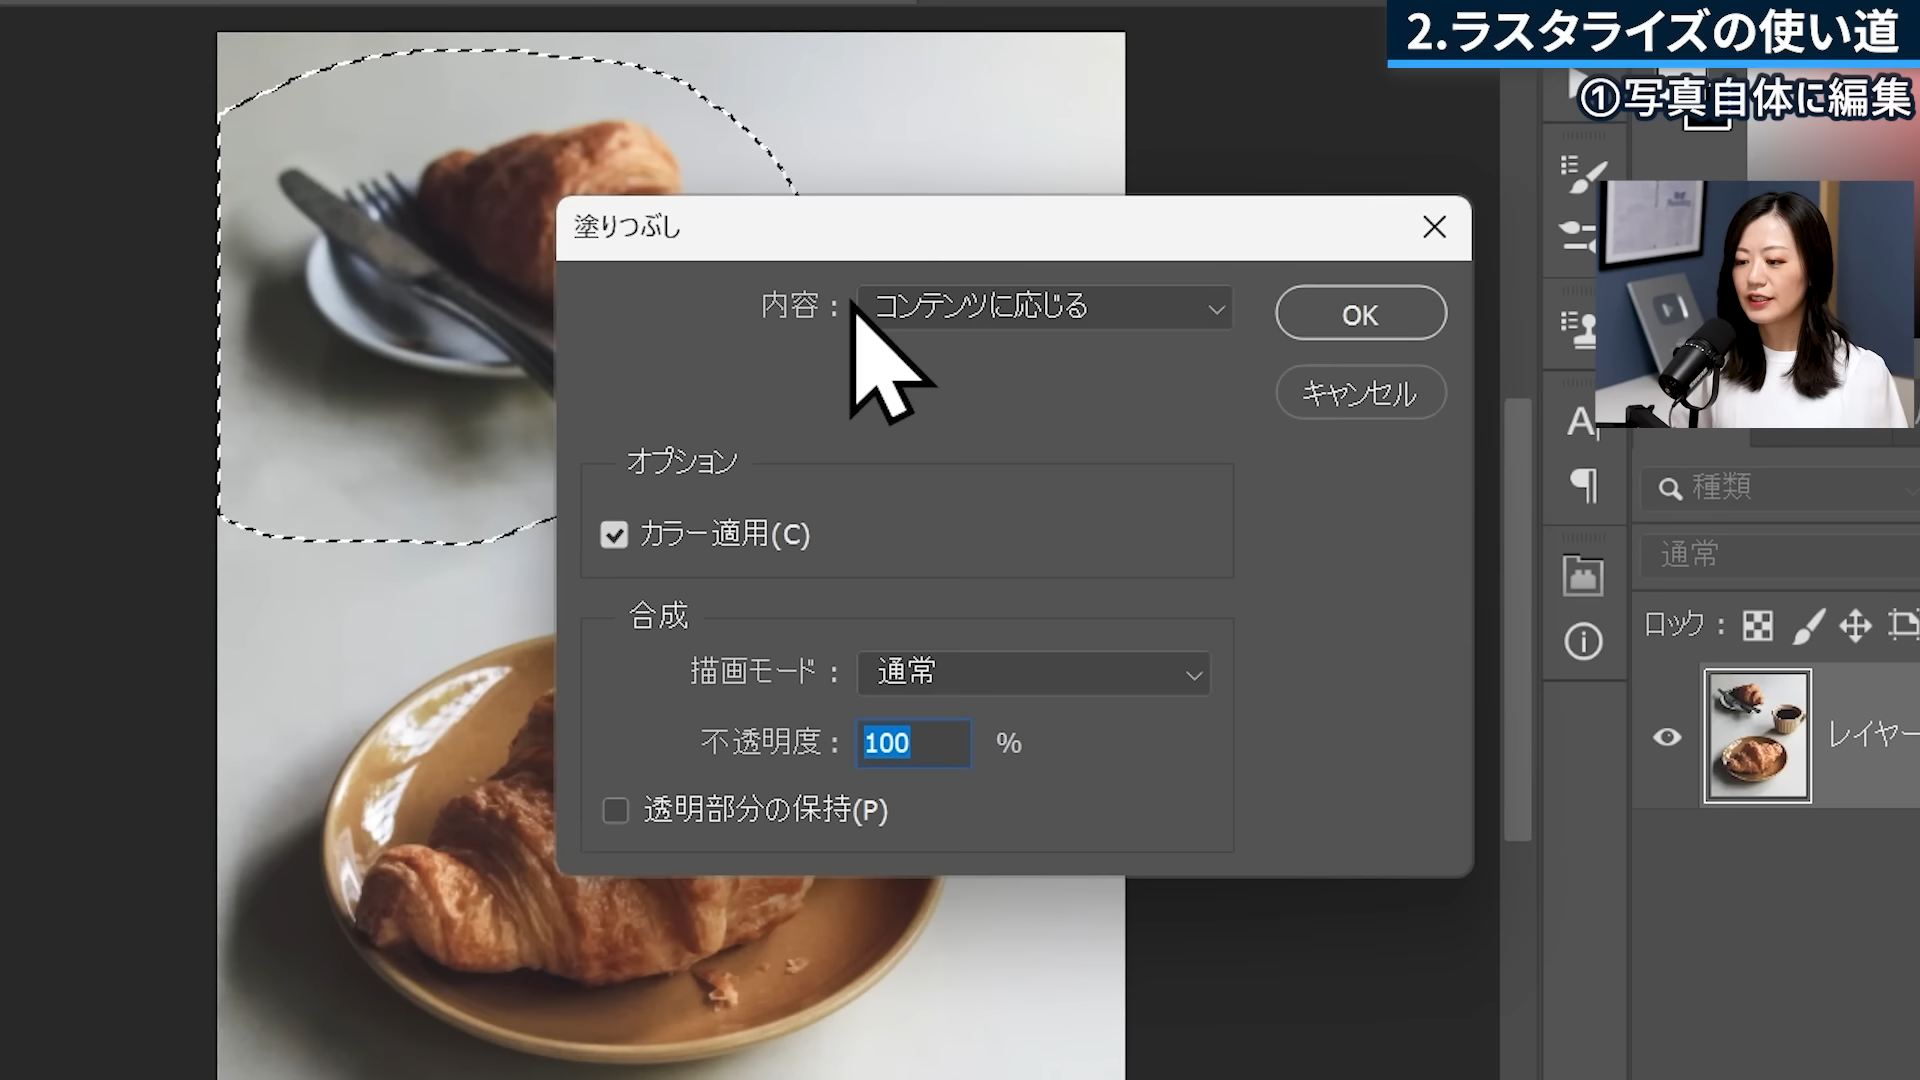 2.ラスタライズの使い道
①写真自体に編集
塗りつぶし
内容：
コンテンツに応じる
OK
キャンセル
オプション
カラー適用(C)
合成
描画モード：
通常
不透明度：
100
%
透明部分の保持(P)
種類
通常
ロック：
レイヤー